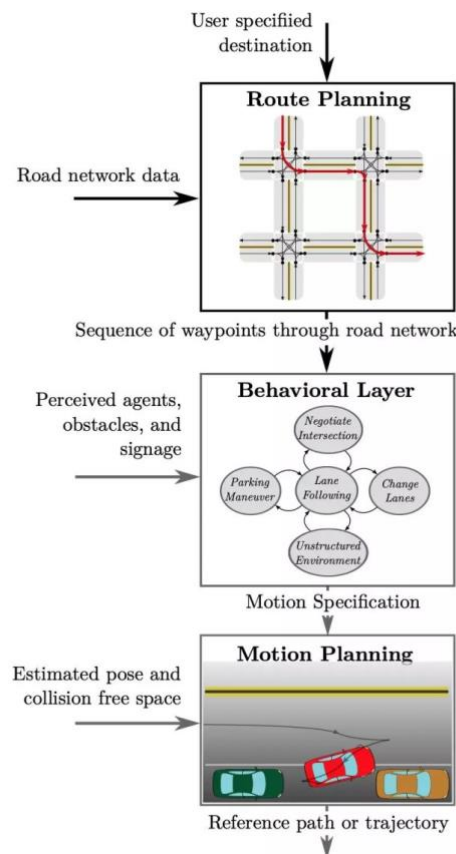 User specifiied
destination
Route Planning
Road network data
Sequence of waypoints through road network
Behavioral Layer
Perceived agents,
obstacles, and
signage
Negotiate
Intersection
Parking
Maneuver
Lane
Following
Change
Lanes
Unstructured
Environment
Motion Specification
Motion Planning
Estimated pose and
collision free space
Reference path or trajectory